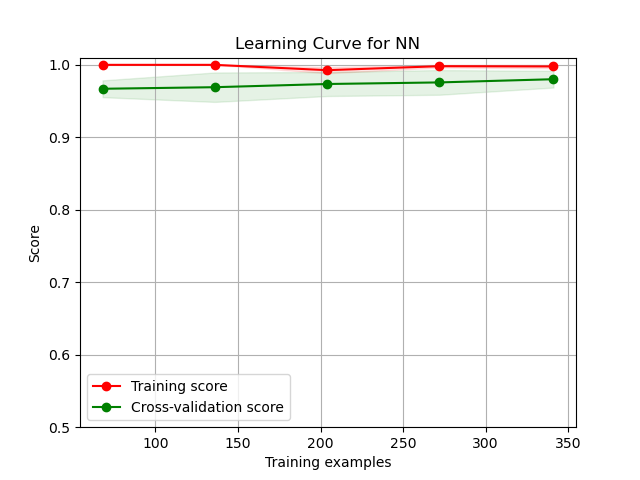 Learning Curve for NN
1.0
0.9
0.8
0.7
0.6
0.5
Score
Training score
Cross-validation score
100
150
200
250
300
350
Training examples